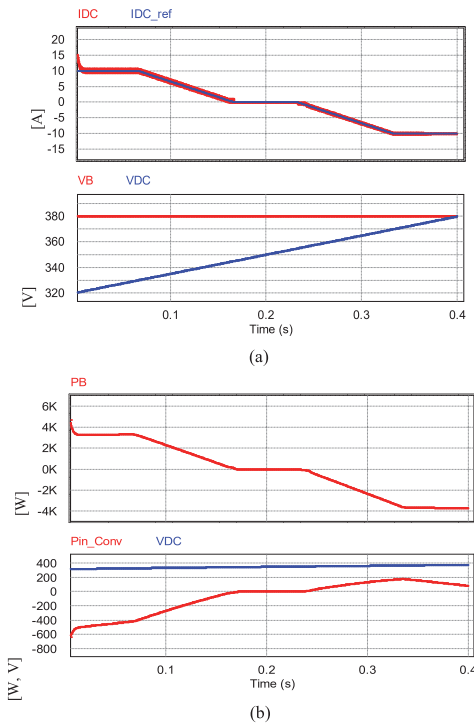 IDC IDC_ref
20
15
10
5
0
-5
-10
-15
[A]
VB VDC
380
360
340
320
[V]
0.1 0.2 0.3 0.4
Time (s)
(a)
PB
6K
4K
2K
0K
-2K
-4K
[W]
Pin_Conv VDC
400
200
0
-200
-400
-600
-800
[W, V]
0.1 0.2 0.3 0.4
Time (s)
(b)